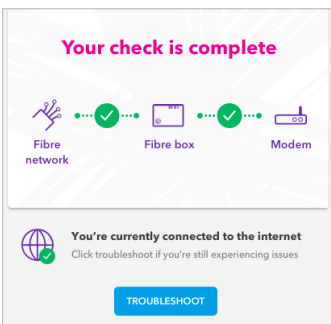 Your check is complete
Fibre network
Fibre box
Modem
You're currently connected to the internet
Click troubleshoot if you're still experiencing issues
TROUBLESHOOT